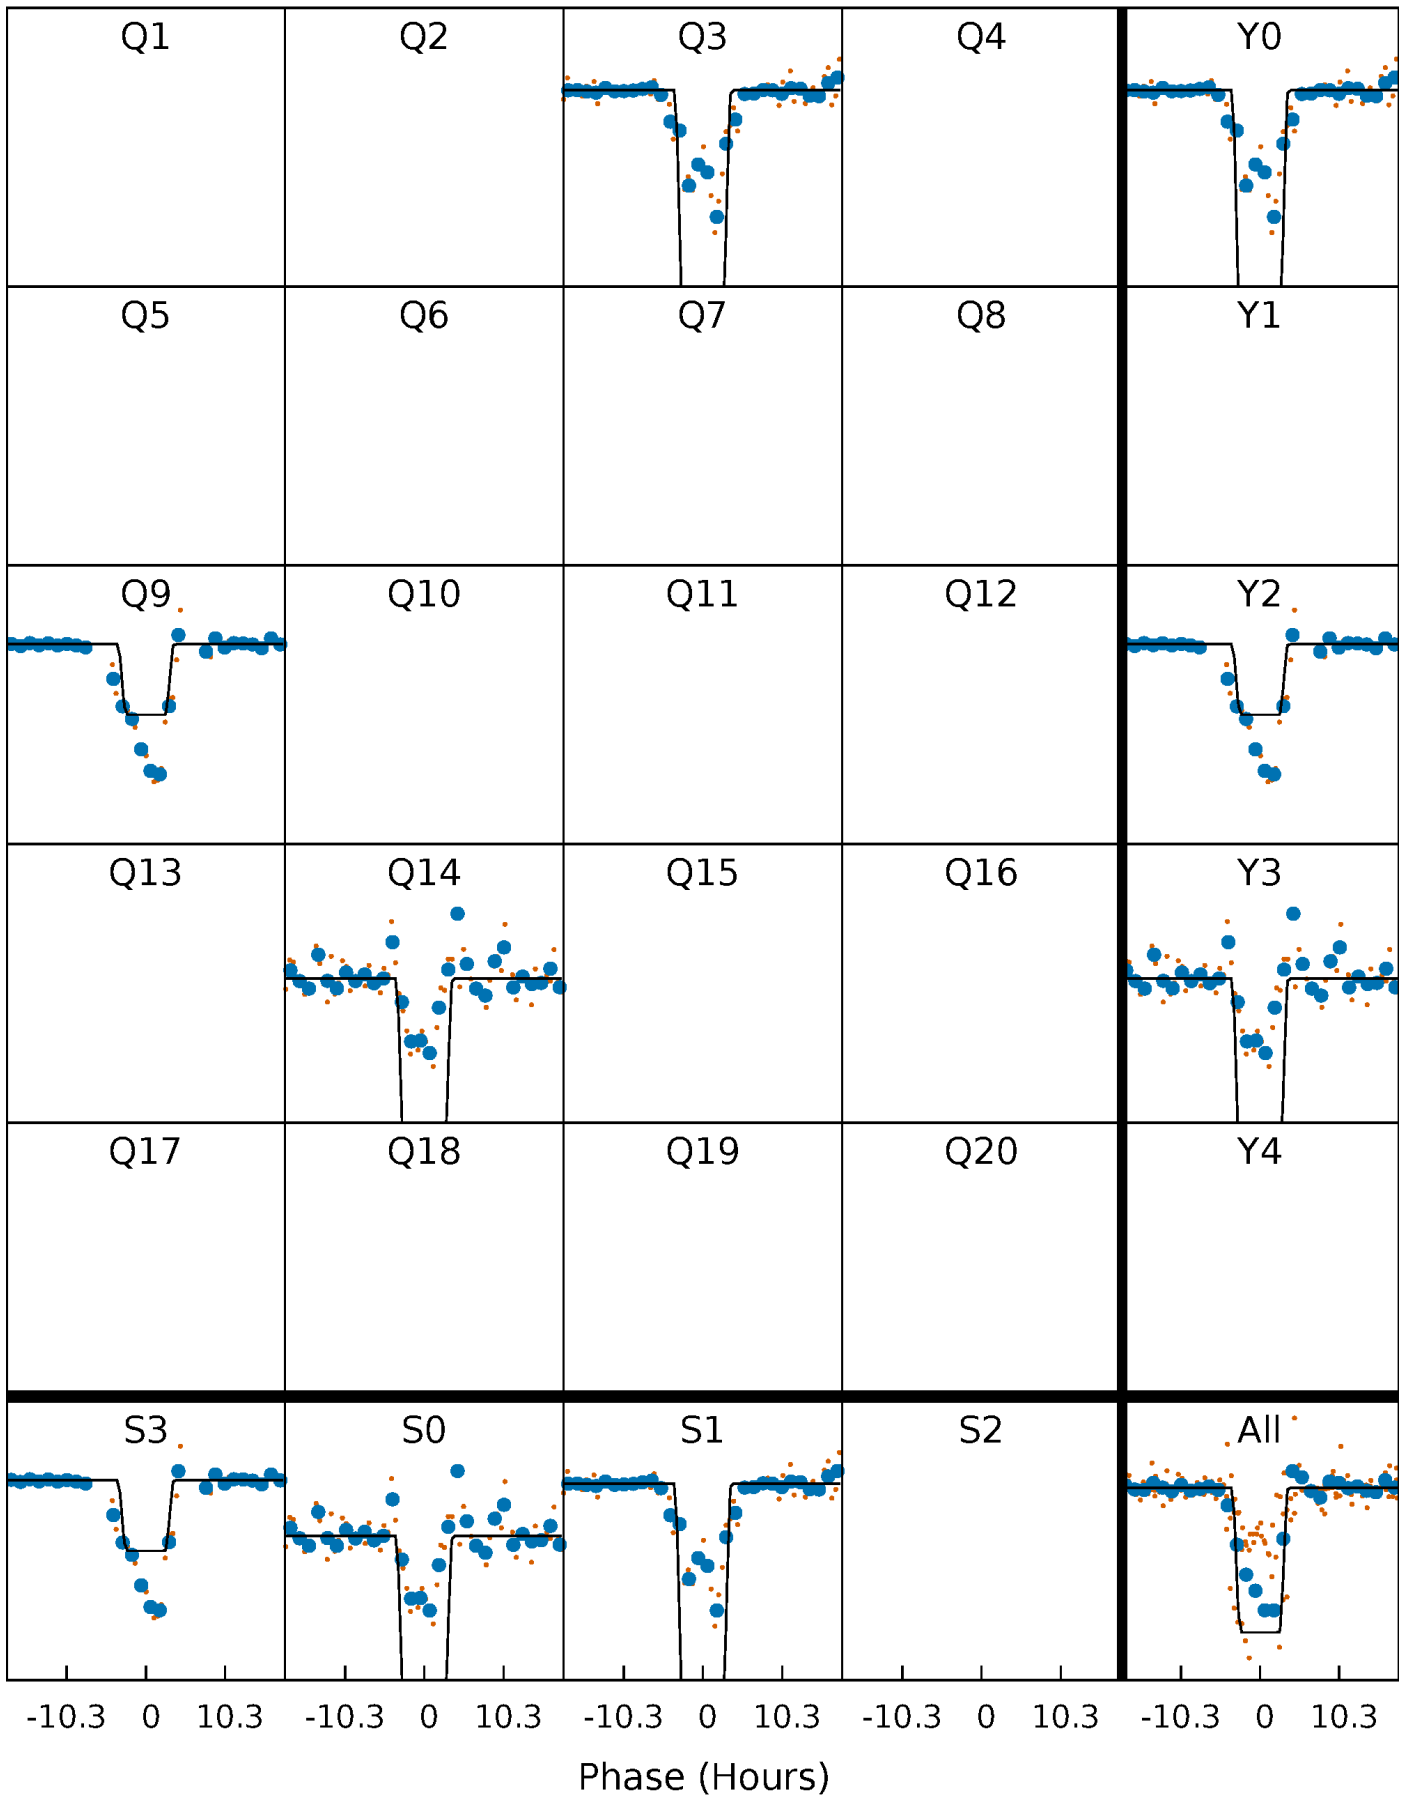 Q1 Q2 Q3 Q4 Y0
Q5 Q6 Q7 Q8 Y1
Q9 Q10 Q11 Q12 Y2
Q13 Q14 Q15 Q16 Y3
Q17 Q18 Q19 Q20 Y4
S3 S0 S1 S2 All
-10.3 0 10.3 -10.3 0 10.3 -10.3 0 10.3 -10.3 0 10.3 -10.3 0 10.3
Phase (Hours)